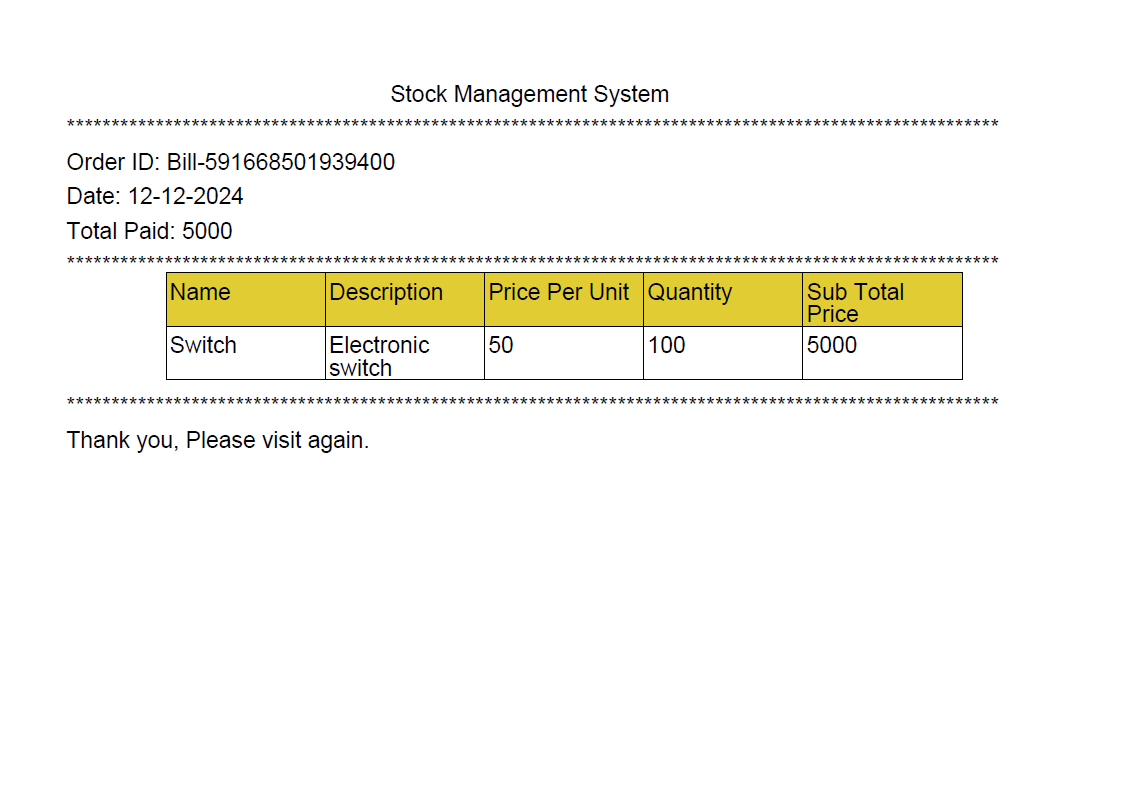 Stock Management System
********************************************************************************************************
Order ID: Bill-591668501939400
Date: 12-12-2024
Total Paid: 5000
********************************************************************************************************
Name Description Price Per Unit Quantity Sub Total Price
Switch Electronic switch 50 100 5000
********************************************************************************************************
Thank you, Please visit again.